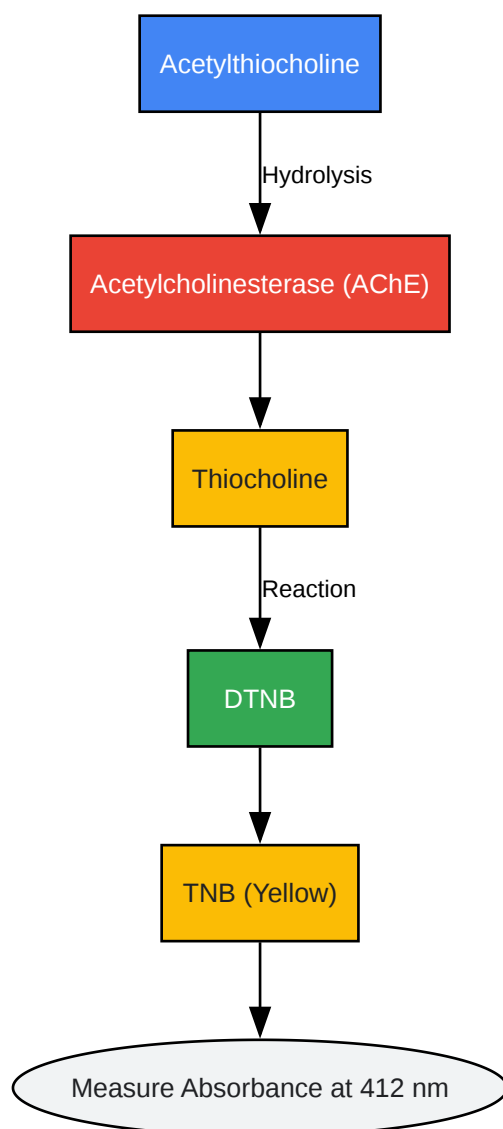 Acetylthiocholine
Hydrolysis
Acetylcholinesterase (AChE)
Thiocholine
Reaction
DTNB
TNB (Yellow)
Measure Absorbance at 412 nm